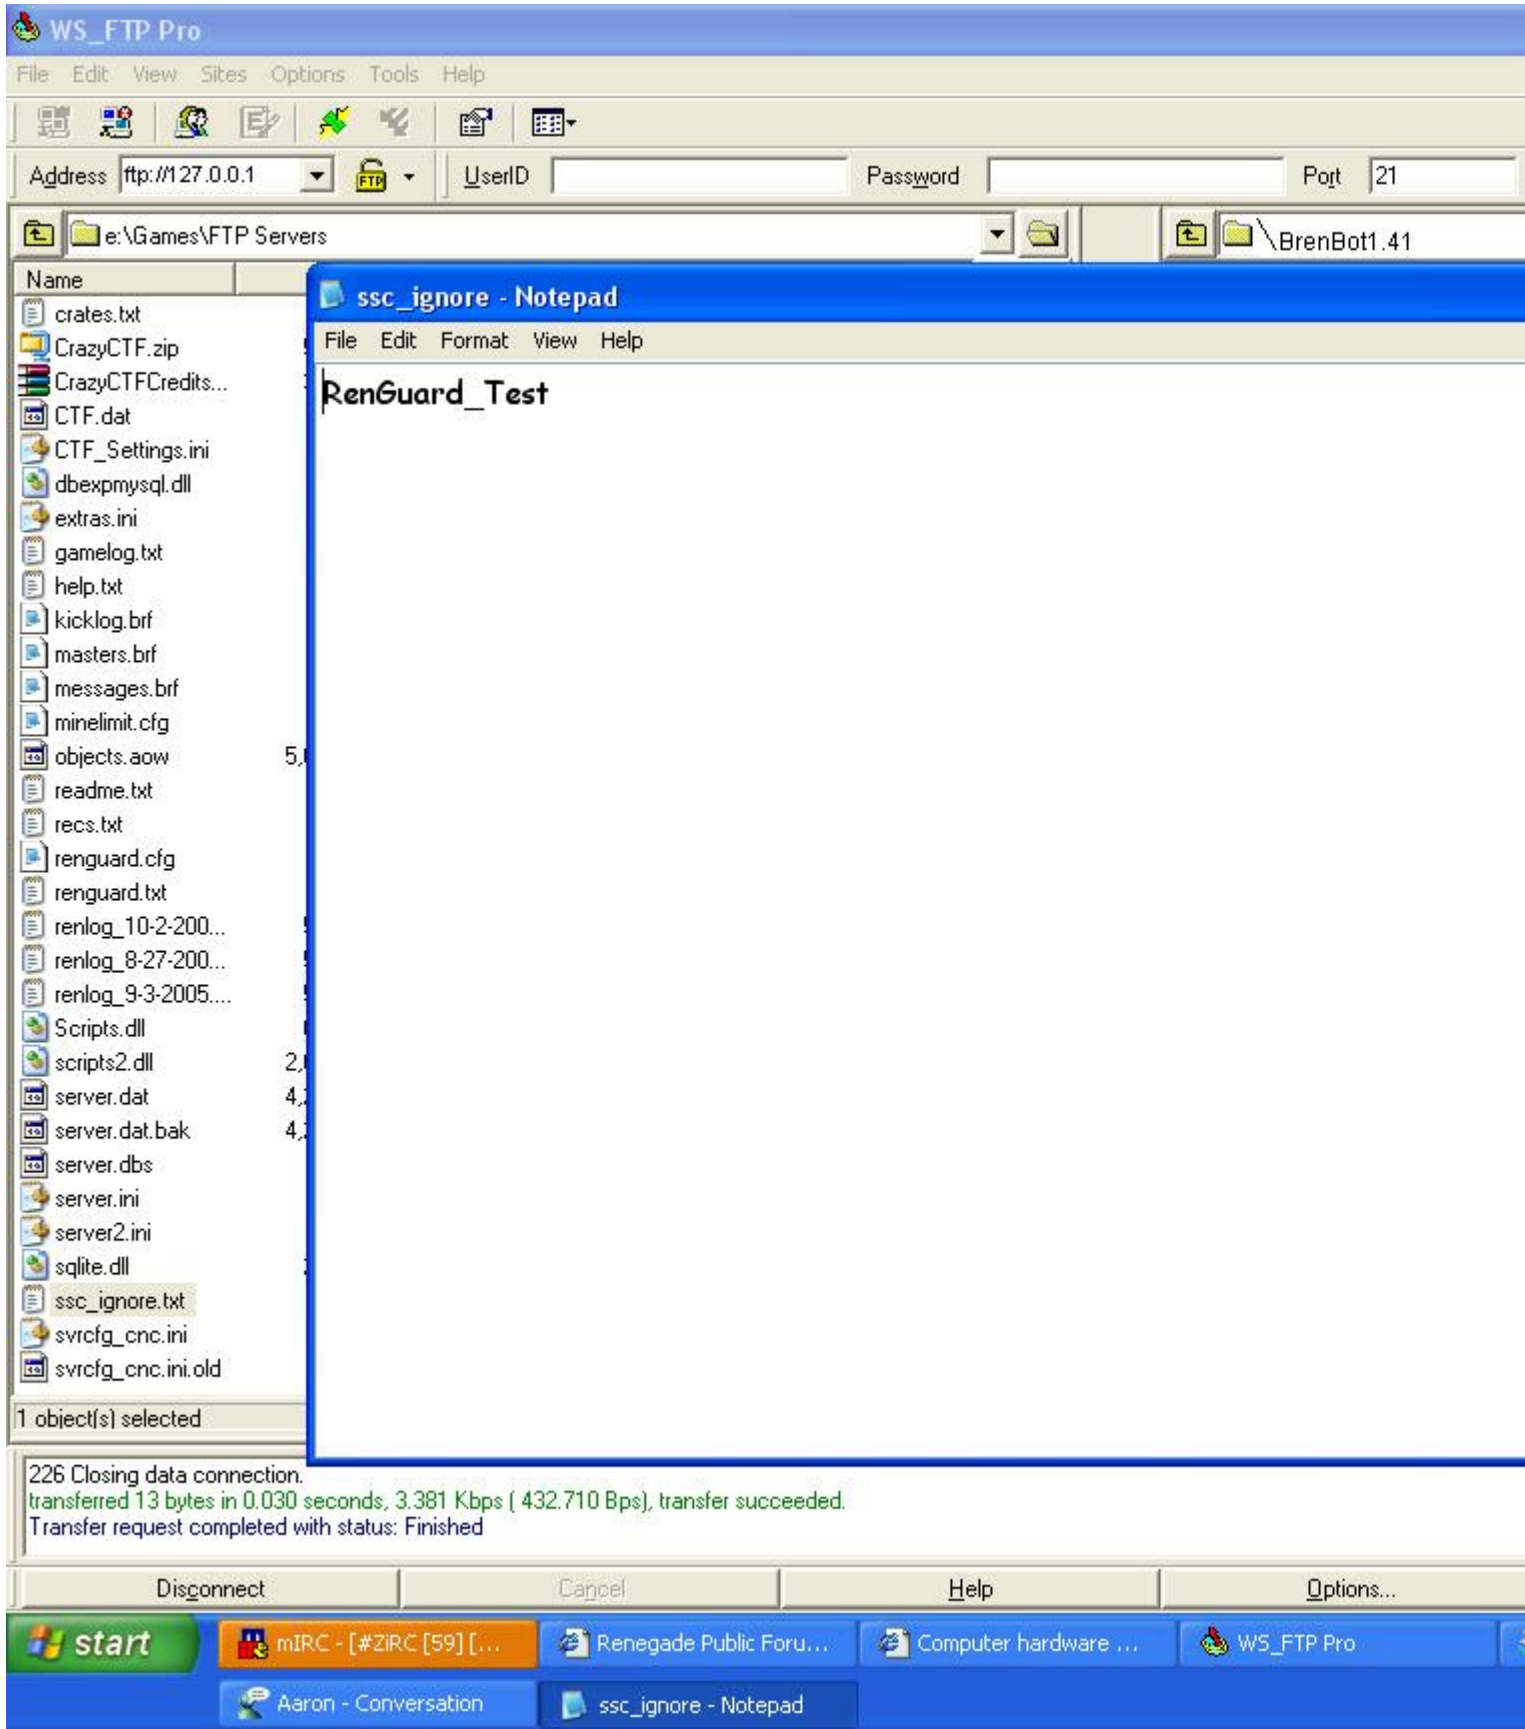 WS_FTP Pro
File Edit View Sites Options Tools Help
Address ftp://127.0.0.1 FTP UserID Password Port 21
e:\Games\FTP Servers \BrenBot1.41
Name
ssc_ignore - Notepad
File Edit Format View Help
RenGuard_Test
crates.txt
CrazyCTF.zip
CrazyCTFCredits...
CTF.dat
CTF_Settings.ini
dbexpmysql.dll
extras.ini
gamelog.txt
help.txt
kicklog.brf
masters.brf
messages.brf
minelimit.cfg
objects.aow 5,
readme.txt
recs.txt
renguard.cfg
renguard.txt
renlog_10-2-200...
renlog_8-27-200...
renlog_9-3-2005....
Scripts.dll
scripts2.dll 2,
server.dat 4,
server.dat.bak 4,
server.dbs
server.ini
server2.ini
sqlite.dll
ssc_ignore.txt
svrcfg_cnc.ini
svrcfg_cnc.ini.old
1 object(s) selected
226 Closing data connection.
transferred 13 bytes in 0.030 seconds, 3.381 Kbps ( 432.710 Bps), transfer succeeded.
Transfer request completed with status: Finished
Disconnect Cancel Help Options...
start mIRC - [#ZiRC [59] [... Renegade Public Foru... Computer hardware ... WS_FTP Pro
Aaron - Conversation ssc_ignore - Notepad